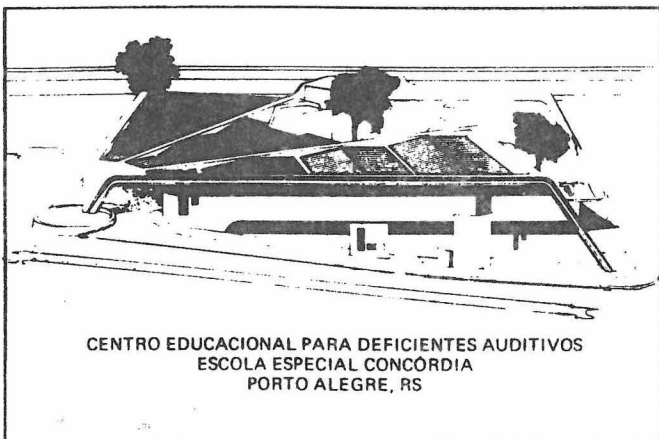 CENTRO EDUCACIONAL PARA DEFICIENTES AUDITIVOS
ESCOLA ESPECIAL CONCÓRDIA
PORTO ALEGRE, RS